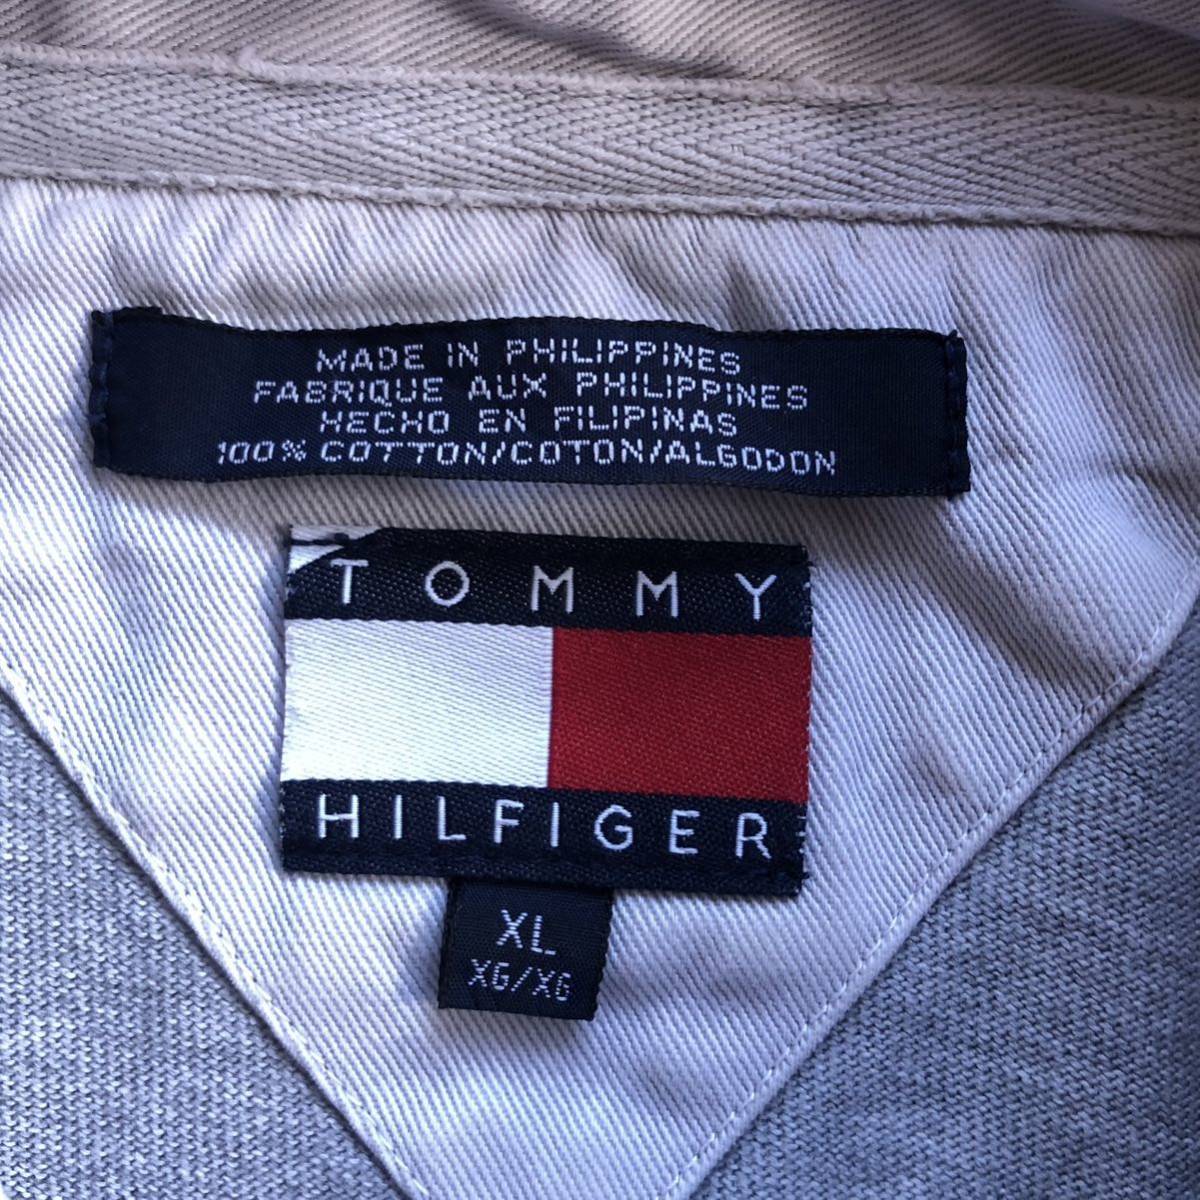 MADE IN PHILIPPINES
FABRIQUE AUX PHILIPPINES
HECHO EN FILIPINAS
100% COTTON/COTON/ALGODON
TOMMY
HILFIGER
XL
XG/XG